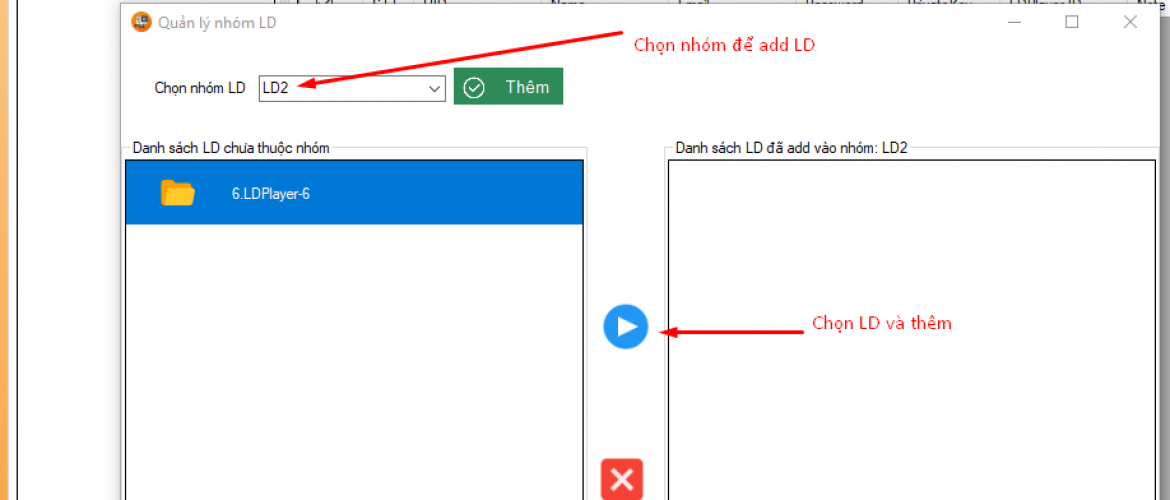 Quản lý nhóm LD
Chọn nhóm để add LD
Chọn nhóm LD
LD2
Thêm
Danh sách LD chưa thuộc nhóm
Danh sách LD đã add vào nhóm: LD2
6.LDPlayer-6
Chọn LD và thêm